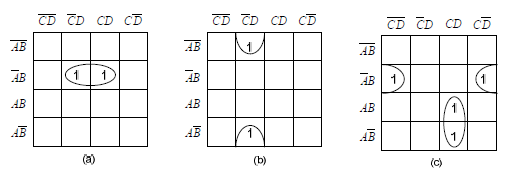 C̅D̅ C̅D CD CD̅
A̅B̅
A̅B 1 1
AB
AB̅
(a)
C̅D̅ C̅D CD CD̅
A̅B̅ 1
A̅B
AB
AB̅ 1
(b)
C̅D̅ C̅D CD CD̅
A̅B̅
A̅B 1 1
AB 1
AB̅ 1
(c)